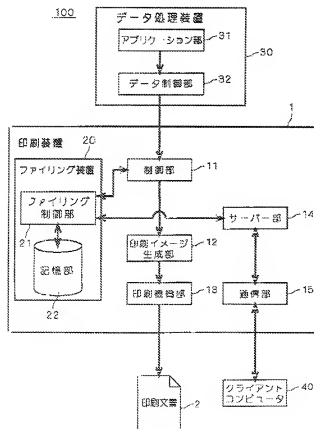 100
データ処理装置
アプリケーション部
31
30
データ制御部
32
1
印刷装置
20
ファイリング装置
制御部
11
ファイリング
制御部
21
サーバー部
14
印刷イメージ
生成部
12
記憶部
22
印刷機構部
13
通信部
15
印刷文書
2
クライアント
コンピュータ
40